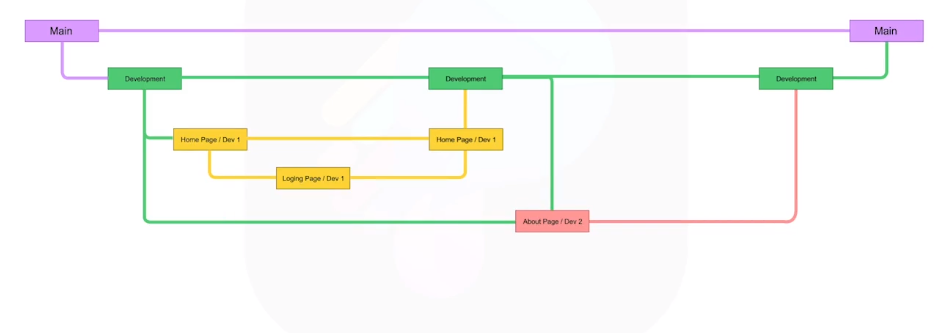 Main
Main
Development
Development
Development
Home Page / Dev 1
Home Page / Dev 1
Loging Page / Dev 1
About Page / Dev 2